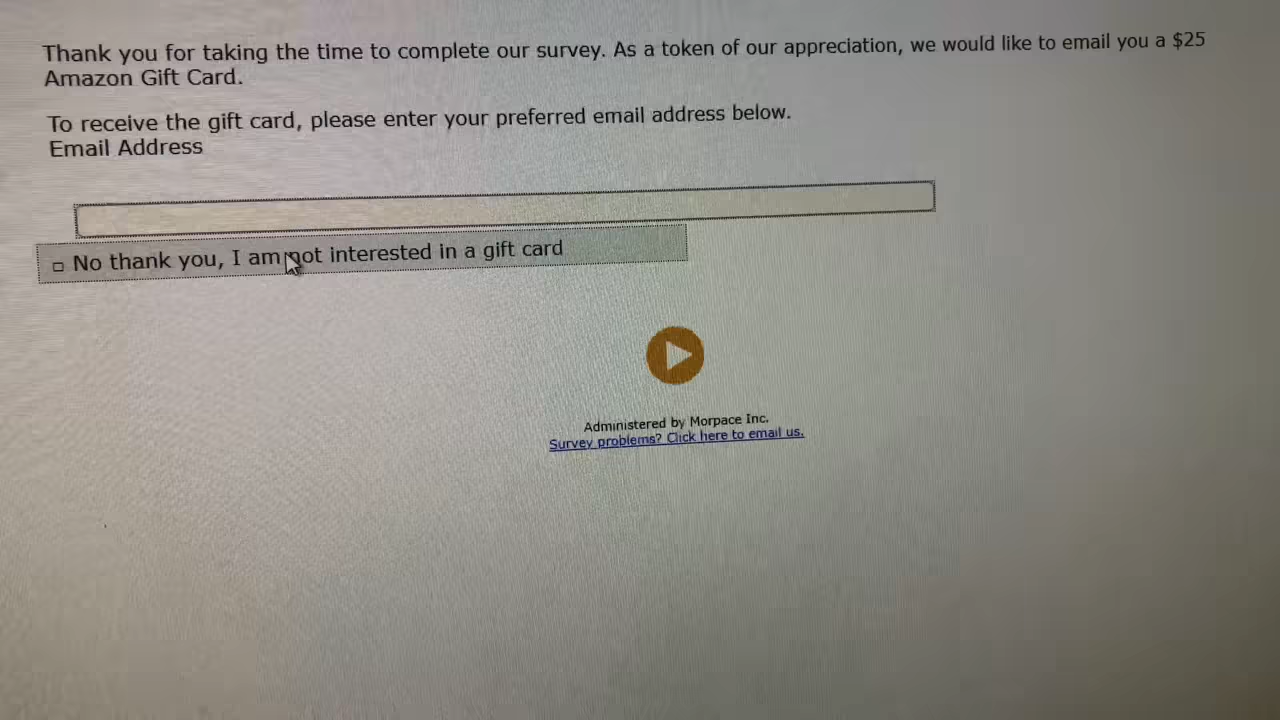 Thank you for taking the time to complete our survey. As a token of our appreciation, we would like to email you a $25
Amazon Gift Card.
To receive the gift card, please enter your preferred email address below.
Email Address
No thank you, I am not interested in a gift card
Administered by Morpace Inc.
Survey problems? Click here to email us.